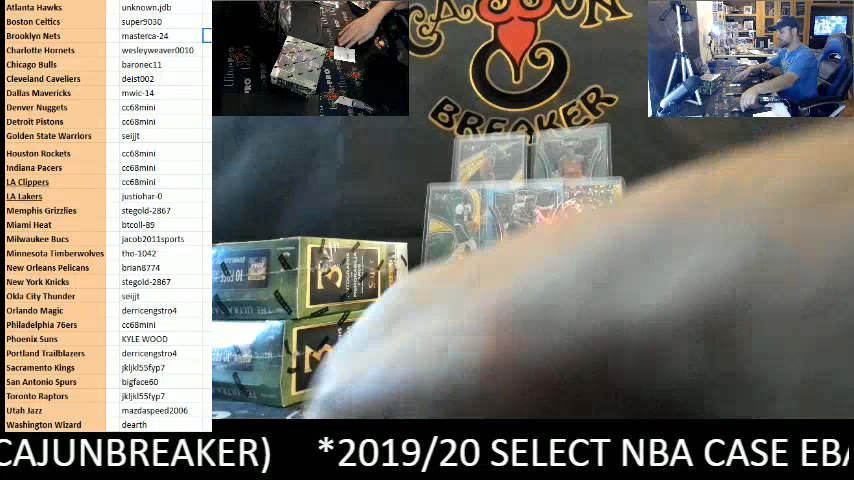 Atlanta Hawks unknown.jdb
Boston Celtics super9030
Brooklyn Nets masterca-24
Charlotte Hornets wesleyweaver0010
Chicago Bulls baronec11
Cleveland Caveliers deist002
Dallas Mavericks mwic-14
Denver Nuggets cc68mini
Detroit Pistons cc68mini
Golden State Warriors seijjt
Houston Rockets cc68mini
Indiana Pacers cc68mini
LA Clippers cc68mini
LA Lakers justiohar-0
Memphis Grizzlies stegold-2867
Miami Heat btcoll-89
Milwaukee Bucs jacob2011sports
Minnesota Timberwolves tho-1042
New Orleans Pelicans brian8774
New York Knicks stegold-2867
Okla City Thunder seijjt
Orlando Magic derricengstro4
Philadelphia 76ers cc68mini
Phoenix Suns KYLE WOOD
Portland Trailblazers derricengstro4
Sacramento Kings jkljkl55fyp7
San Antonio Spurs bigface60
Toronto Raptors jkljkl55fyp7
Utah Jazz mazdaspeed2006
Washington Wizard dearth
BREAKER
CAJUNBREAKER) *2019/20 SELECT NBA CASE EBA